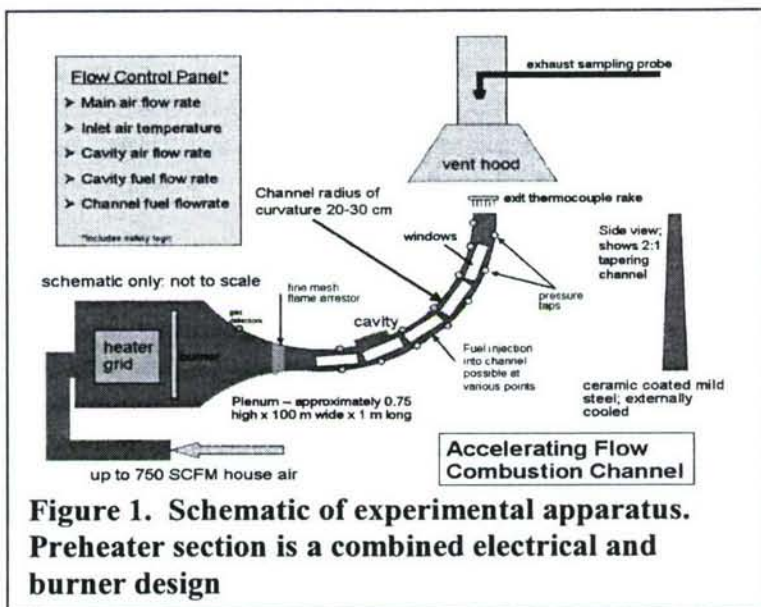 Flow Control Panel*
➤ Main air flow rate
➤ Inlet air temperature
➤ Cavity air flow rate
➤ Cavity fuel flow rate
➤ Channel fuel flowrate
*includes safety logic
exhaust sampling probe
vent hood
Channel radius of
curvature 20-30 cm
exit thermocouple rake
windows
Side view;
shows 2:1
tapering
channel
pressure
taps
schematic only: not to scale
fine mesh
flame arrestor
cavity
heater
grid
burner
Fuel injection
into channel
possible at
various points
Plenum – approximately 0.75
high x 100 m wide x 1 m long
ceramic coated mild
steel; externally
cooled
up to 750 SCFM house air
Accelerating Flow
Combustion Channel
Figure 1.  Schematic of experimental apparatus.
Preheater section is a combined electrical and
burner design